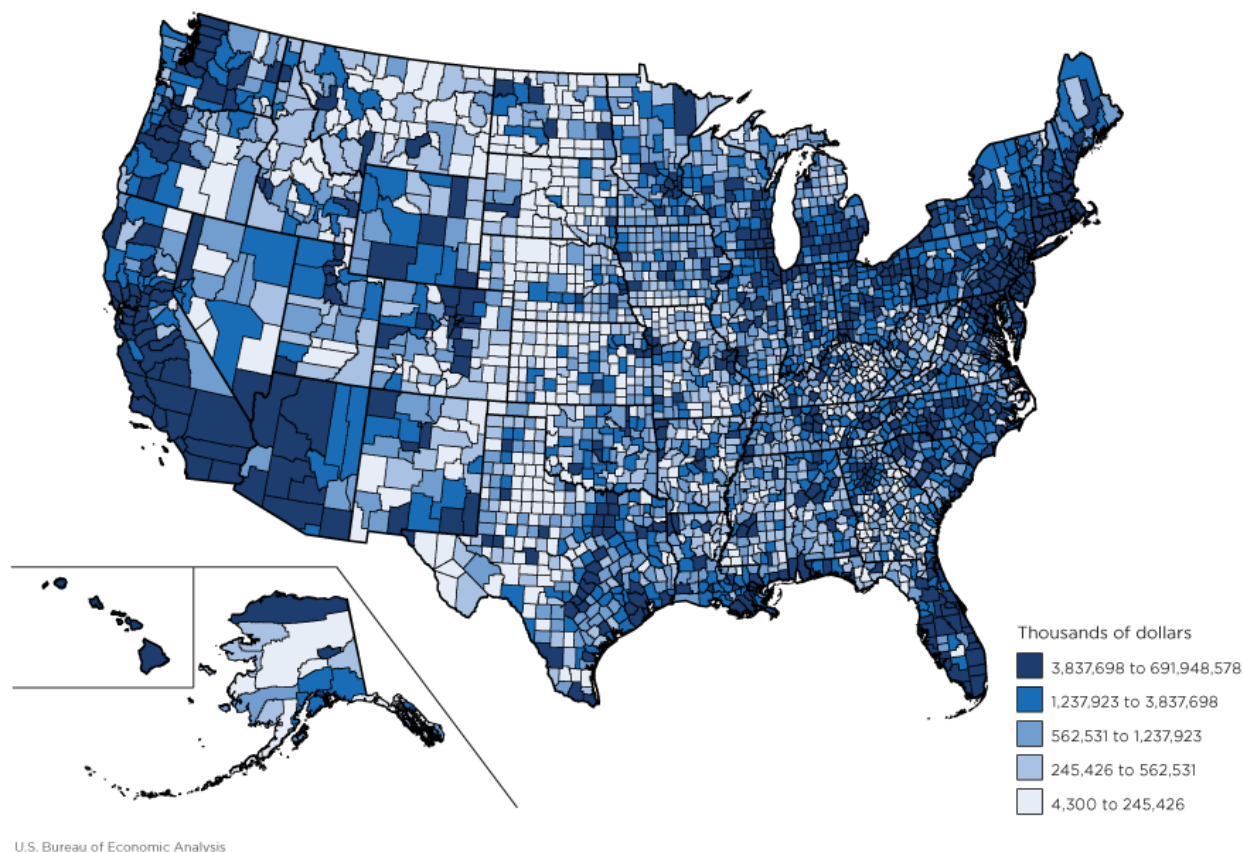 Thousands of dollars
3,837,698 to 691,948,578
1,237,923 to 3,837,698
562,531 to 1,237,923
245,426 to 562,531
4,300 to 245,426
U.S. Bureau of Economic Analysis